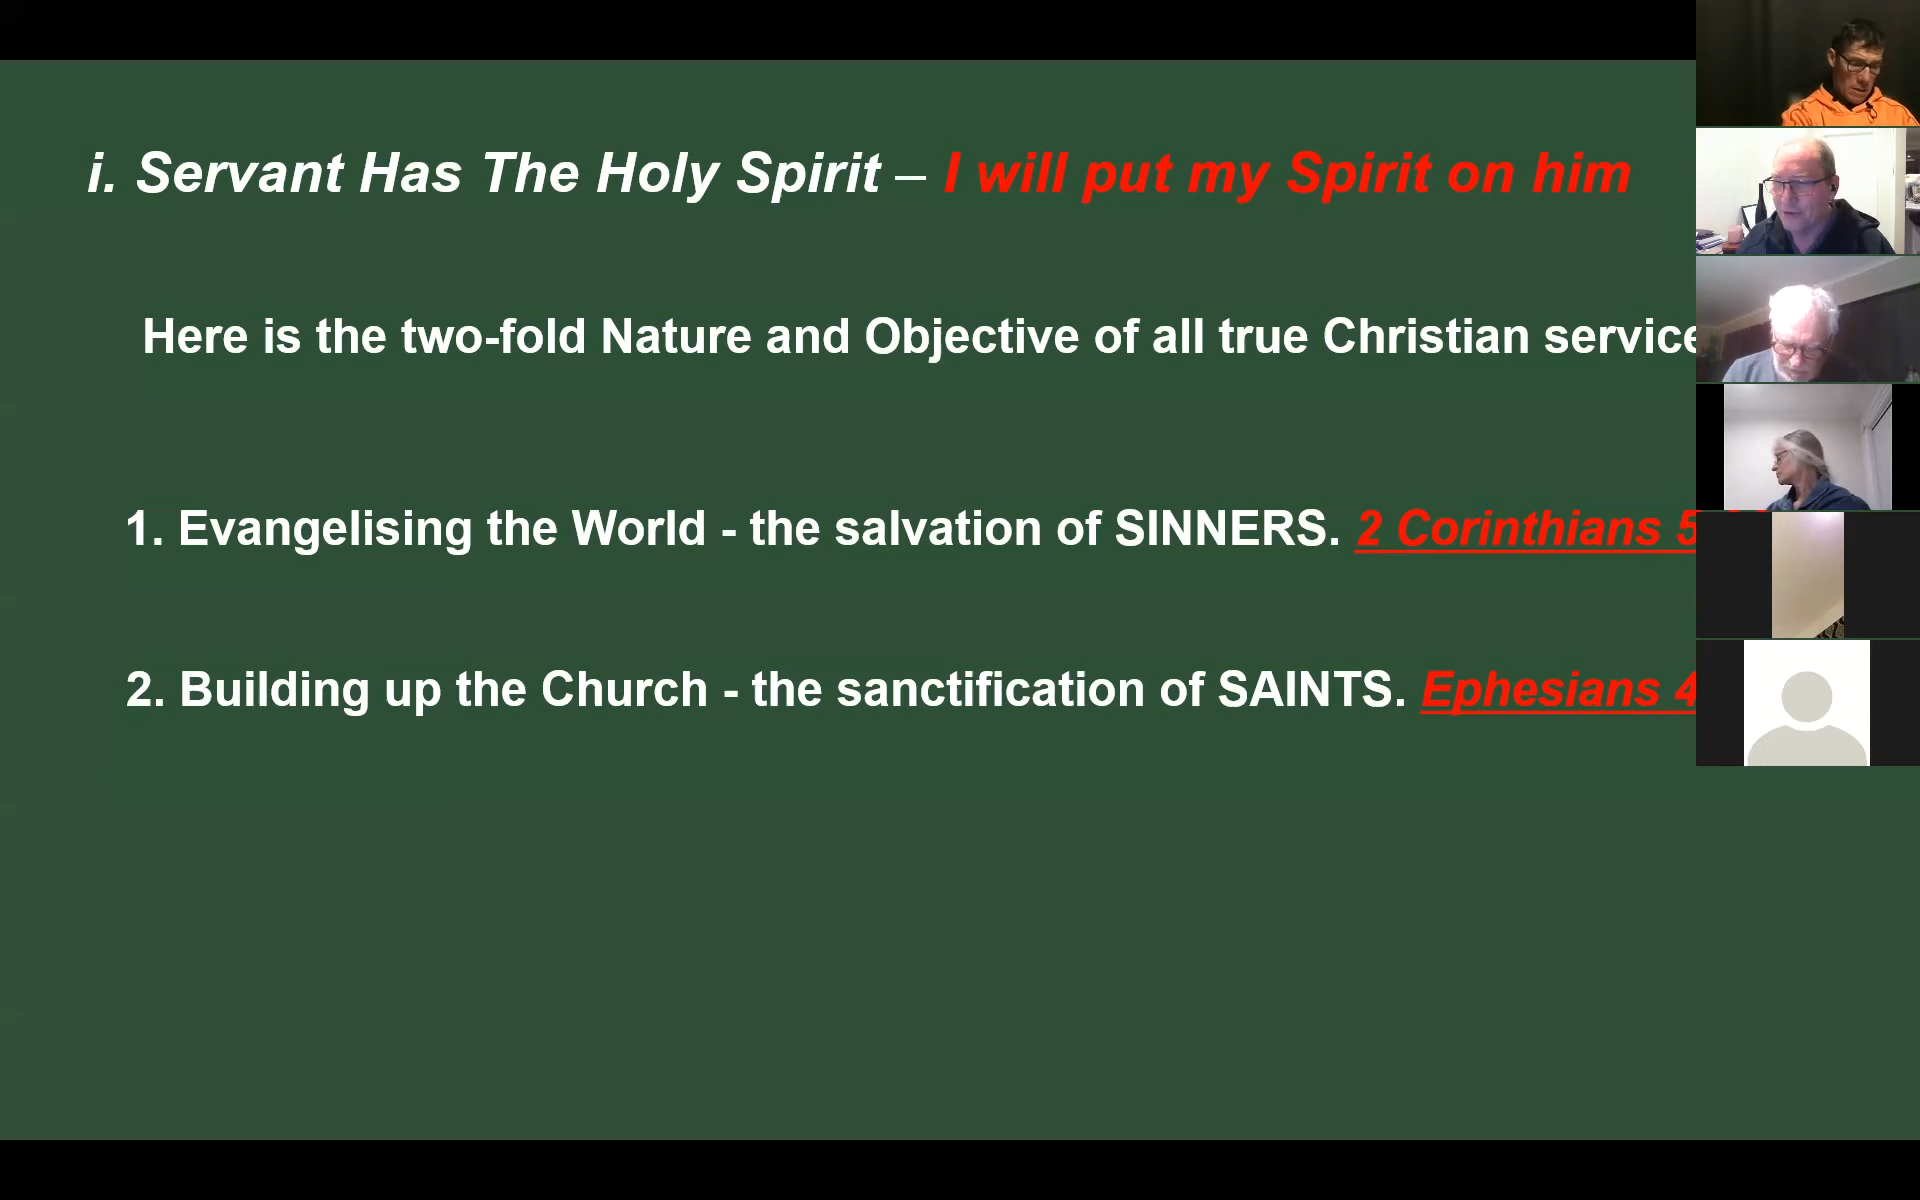 i. Servant Has The Holy Spirit – I will put my Spirit on him
Here is the two-fold Nature and Objective of all true Christian service
1. Evangelising the World - the salvation of SINNERS. 2 Corinthians 5
2. Building up the Church - the sanctification of SAINTS. Ephesians 4